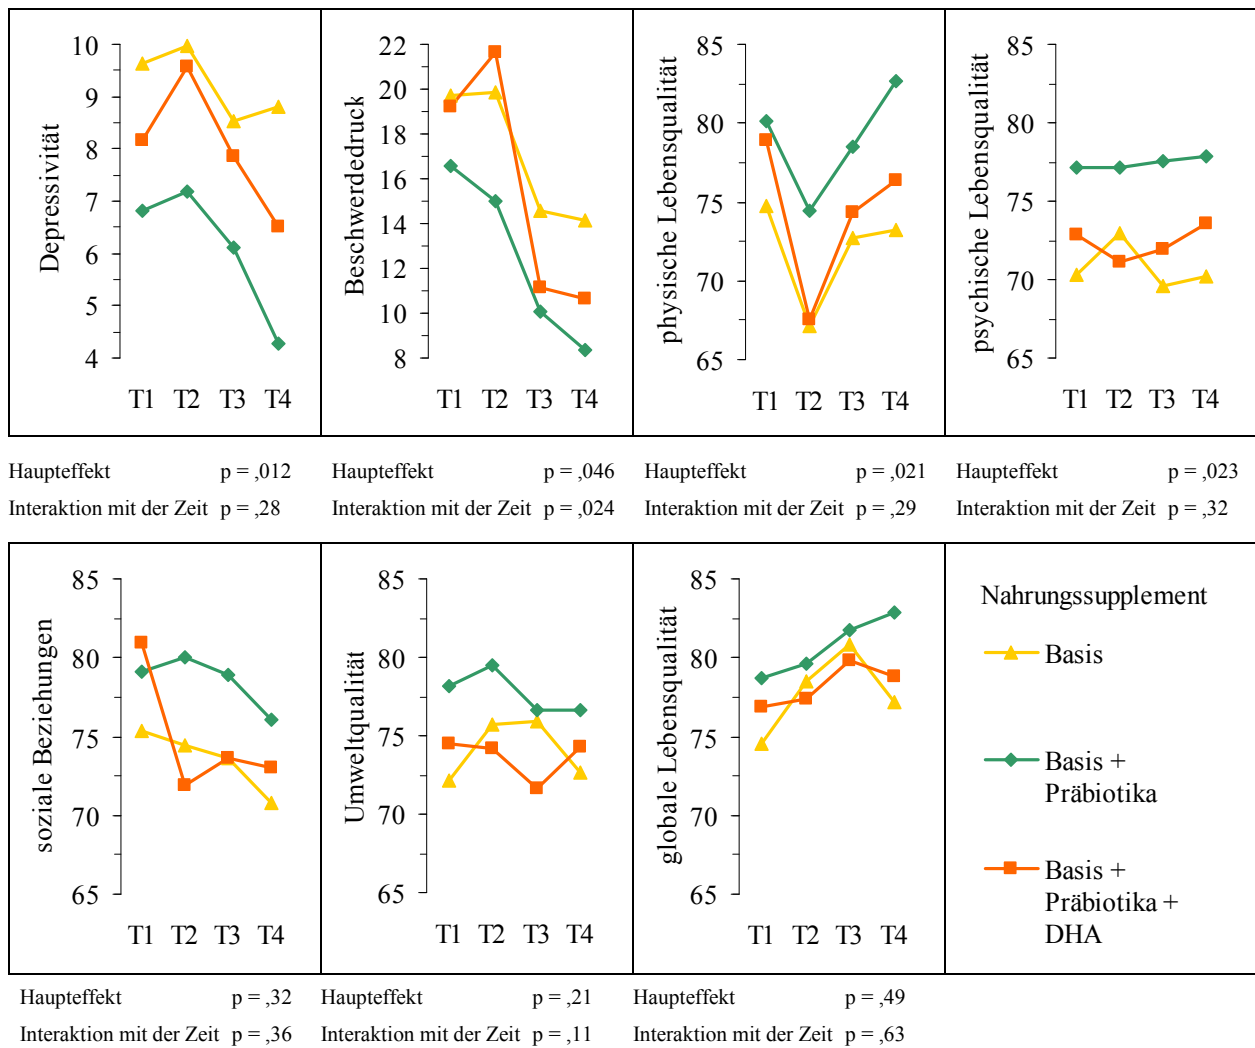 Depressivität
10
9
8
7
6
5
4
T1 T2 T3 T4
Beschwerdedruck
22
20
18
16
14
12
10
8
T1 T2 T3 T4
physische Lebensqualität
85
80
75
70
65
T1 T2 T3 T4
psychische Lebensqualität
85
80
75
70
65
T1 T2 T3 T4
Haupteffekt p = ,012
Interaktion mit der Zeit p = ,28
Haupteffekt p = ,046
Interaktion mit der Zeit p = ,024
Haupteffekt p = ,021
Interaktion mit der Zeit p = ,29
Haupteffekt p = ,023
Interaktion mit der Zeit p = ,32
soziale Beziehungen
85
80
75
70
65
T1 T2 T3 T4
Umweltqualität
85
80
75
70
65
T1 T2 T3 T4
globale Lebensqualität
85
80
75
70
65
T1 T2 T3 T4
Nahrungssupplement
Basis
Basis +
Präbiotika
Basis +
Präbiotika +
DHA
Haupteffekt p = ,32
Interaktion mit der Zeit p = ,36
Haupteffekt p = ,21
Interaktion mit der Zeit p = ,11
Haupteffekt p = ,49
Interaktion mit der Zeit p = ,63